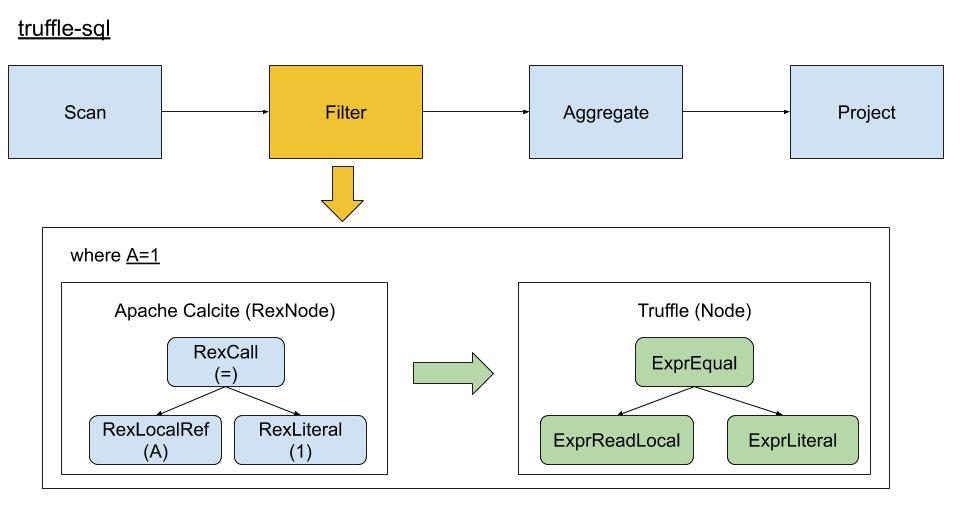 truffle-sql
Scan
Filter
Aggregate
Project
where A=1
Apache Calcite (RexNode)
RexCall
(=)
RexLocalRef
(A)
RexLiteral
(1)
Truffle (Node)
ExprEqual
ExprReadLocal
ExprLiteral